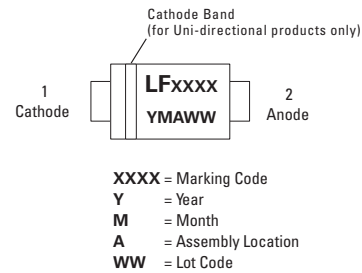 Cathode Band
(for Uni-directional products only)
1
Cathode
LFXXXX
YMAWW
2
Anode
XXXX = Marking Code
Y = Year
M = Month
A = Assembly Location
WW = Lot Code